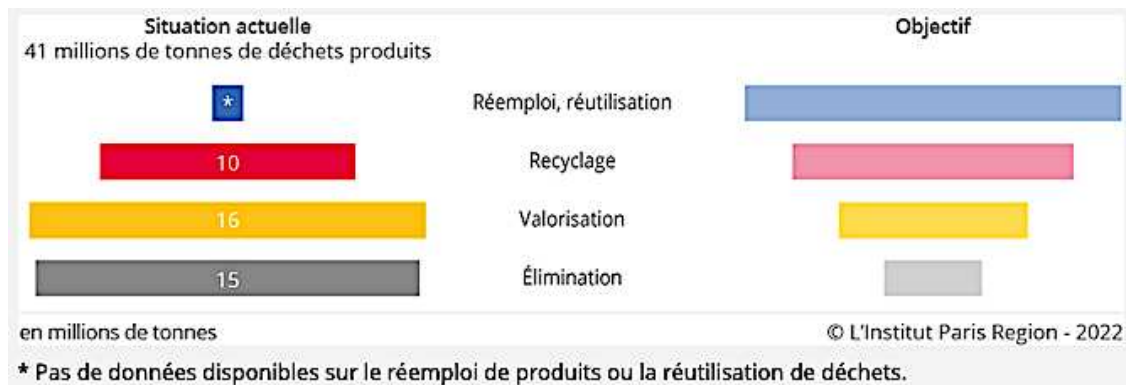 Situation actuelle
41 millions de tonnes de déchets produits
Objectif
* Réemploi, réutilisation
10 Recyclage
16 Valorisation
15 Élimination
en millions de tonnes
© L'Institut Paris Region - 2022
* Pas de données disponibles sur le réemploi de produits ou la réutilisation de déchets.